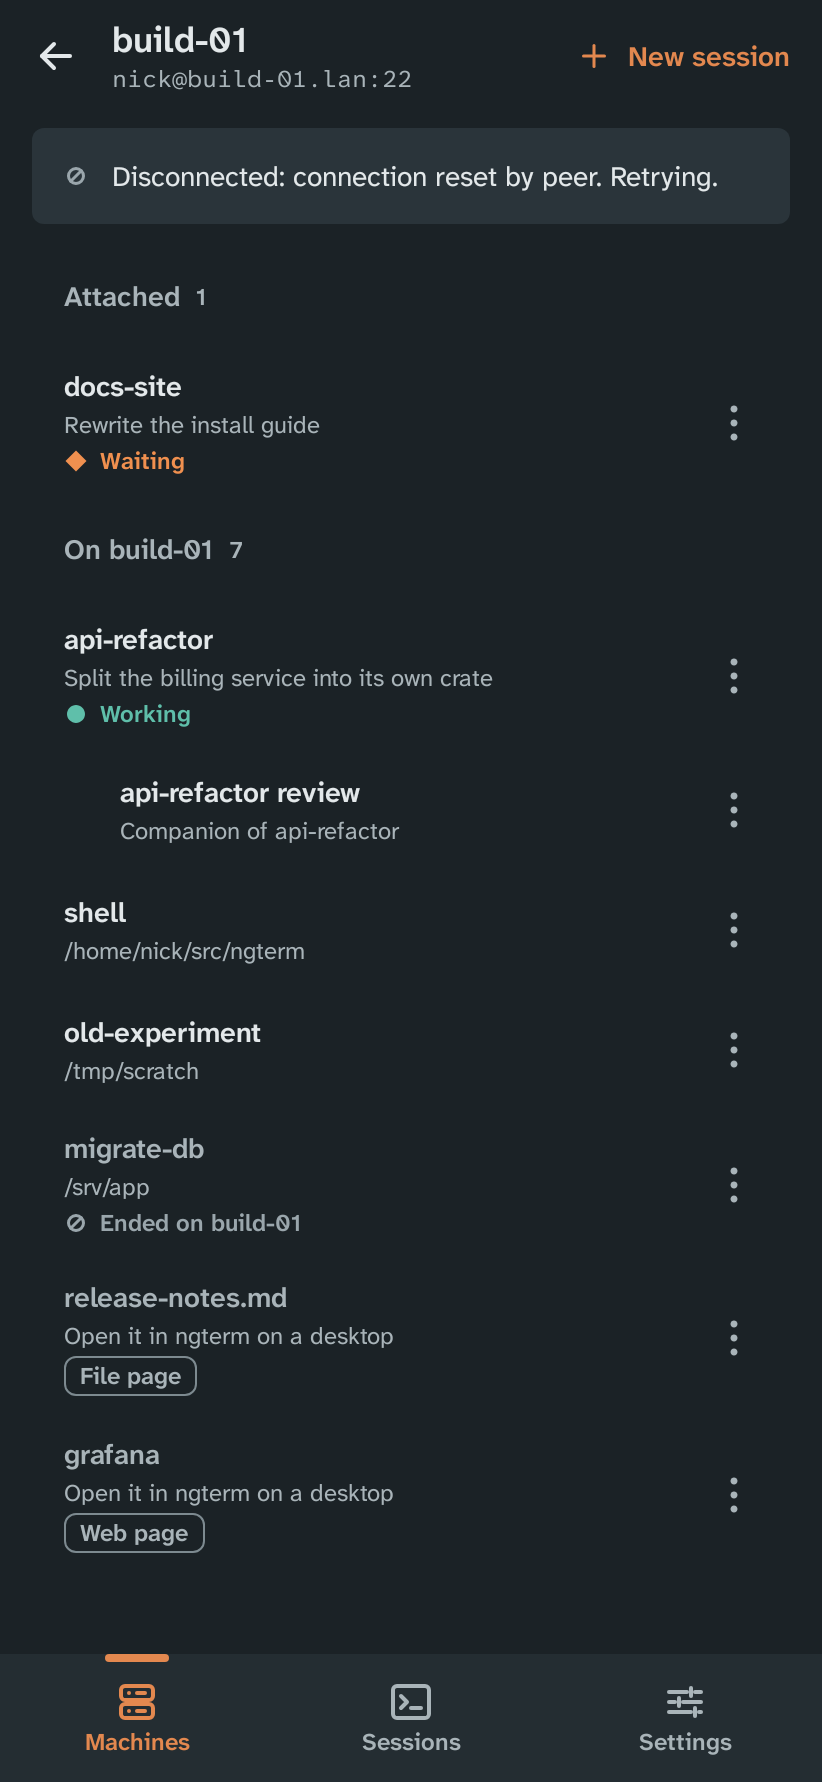 build-01
nick@build-01.lan:22
New session
Disconnected: connection reset by peer. Retrying.
Attached 1
docs-site
Rewrite the install guide
Waiting
On build-01 7
api-refactor
Split the billing service into its own crate
Working
api-refactor review
Companion of api-refactor
shell
/home/nick/src/ngterm
old-experiment
/tmp/scratch
migrate-db
/srv/app
Ended on build-01
release-notes.md
Open it in ngterm on a desktop
File page
grafana
Open it in ngterm on a desktop
Web page
Machines Sessions Settings